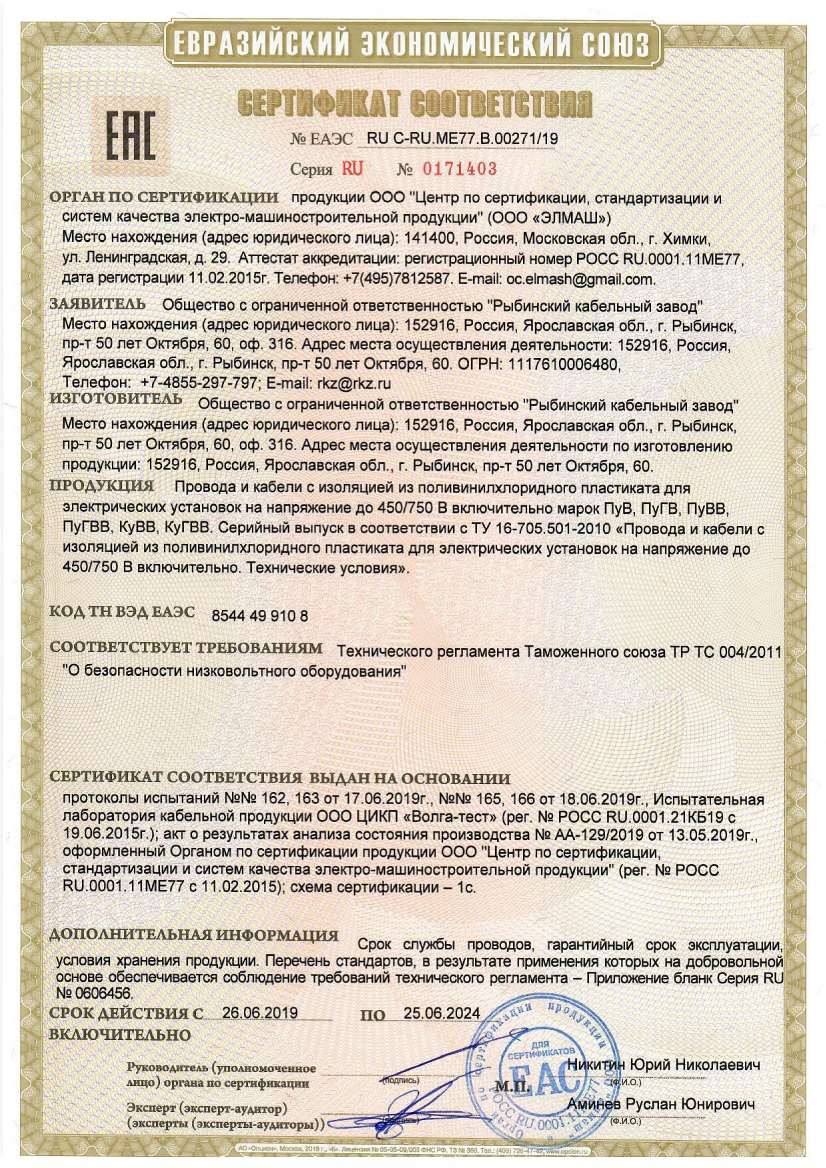 ЕВРАЗИЙСКИЙ ЭКОНОМИЧЕСКИЙ СОЮЗ
СЕРТИФИКАТ СООТВЕТСТВИЯ
ЕАС
№ ЕАЭС RU С-RU.МЕ77.В.00271/19
Серия RU № 0171403
ОРГАН ПО СЕРТИФИКАЦИИ продукции ООО "Центр по сертификации, стандартизации и
систем качества электро-машиностроительной продукции" (ООО «ЭЛМАШ»)
Место нахождения (адрес юридического лица): 141400, Россия, Московская обл., г. Химки,
ул. Ленинградская, д. 29. Аттестат аккредитации: регистрационный номер РОСС RU.0001.11МЕ77,
дата регистрации 11.02.2015г. Телефон: +7(495)7812587. E-mail: oc.elmash@gmail.com.
ЗАЯВИТЕЛЬ Общество с ограниченной ответственностью "Рыбинский кабельный завод"
Место нахождения (адрес юридического лица): 152916, Россия, Ярославская обл., г. Рыбинск,
пр-т 50 лет Октября, 60, оф. 316. Адрес места осуществления деятельности: 152916, Россия,
Ярославская обл., г. Рыбинск, пр-т 50 лет Октября, 60. ОГРН: 1117610006480,
Телефон: +7-4855-297-797; E-mail: rkz@rkz.ru
ИЗГОТОВИТЕЛЬ Общество с ограниченной ответственностью "Рыбинский кабельный завод"
Место нахождения (адрес юридического лица): 152916, Россия, Ярославская обл., г. Рыбинск,
пр-т 50 лет Октября, 60, оф. 316. Адрес места осуществления деятельности по изготовлению
продукции: 152916, Россия, Ярославская обл., г. Рыбинск, пр-т 50 лет Октября, 60.
ПРОДУКЦИЯ Провода и кабели с изоляцией из поливинилхлоридного пластиката для
электрических установок на напряжение до 450/750 В включительно марок ПуВ, ПуГВ, ПуВВ,
ПуГВВ, КуВВ, КуГВВ. Серийный выпуск в соответствии с ТУ 16-705.501-2010 «Провода и кабели с
изоляцией из поливинилхлоридного пластиката для электрических установок на напряжение до
450/750 В включительно. Технические условия».
КОД ТН ВЭД ЕАЭС 8544 49 910 8
СООТВЕТСТВУЕТ ТРЕБОВАНИЯМ Технического регламента Таможенного союза ТР ТС 004/2011
"О безопасности низковольтного оборудования"
СЕРТИФИКАТ СООТВЕТСТВИЯ ВЫДАН НА ОСНОВАНИИ
протоколы испытаний №№ 162, 163 от 17.06.2019г., №№ 165, 166 от 18.06.2019г., Испытательная
лаборатория кабельной продукции ООО ЦИКП «Волга-тест» (рег. № РОСС RU.0001.21КБ19 с
19.06.2015г.); акт о результатах анализа состояния производства № АА-129/2019 от 13.05.2019г.,
оформленный Органом по сертификации продукции ООО "Центр по сертификации,
стандартизации и систем качества электро-машиностроительной продукции" (рег. № РОСС
RU.0001.11МЕ77 с 11.02.2015); схема сертификации – 1с.
ДОПОЛНИТЕЛЬНАЯ ИНФОРМАЦИЯ Срок службы проводов, гарантийный срок эксплуатации,
условия хранения продукции. Перечень стандартов, в результате применения которых на добровольной
основе обеспечивается соблюдение требований технического регламента – Приложение бланк Серия RU
№ 0606456.
СРОК ДЕЙСТВИЯ С 26.06.2019 ПО 25.06.2024
ВКЛЮЧИТЕЛЬНО
Руководитель (уполномоченное
лицо) органа по сертификации
(подпись)
М.П.
Никитин Юрий Николаевич
(Ф.И.О.)
Эксперт (эксперт-аудитор)
(эксперты (эксперты-аудиторы))
(подпись)
Аминев Руслан Юнирович
(Ф.И.О.)
ДЛЯ
СЕРТИФИКАТОВ
ЕАС
Орган по сертификации продукции
РОСС RU.0001.11МЕ77
АО «Опцион», Москва, 2019 г., «Б». Лицензия № 05-05-09/003 ФНС РФ. ТЗ № 360. Тел.: (495) 726-47-42, www.opcion.ru